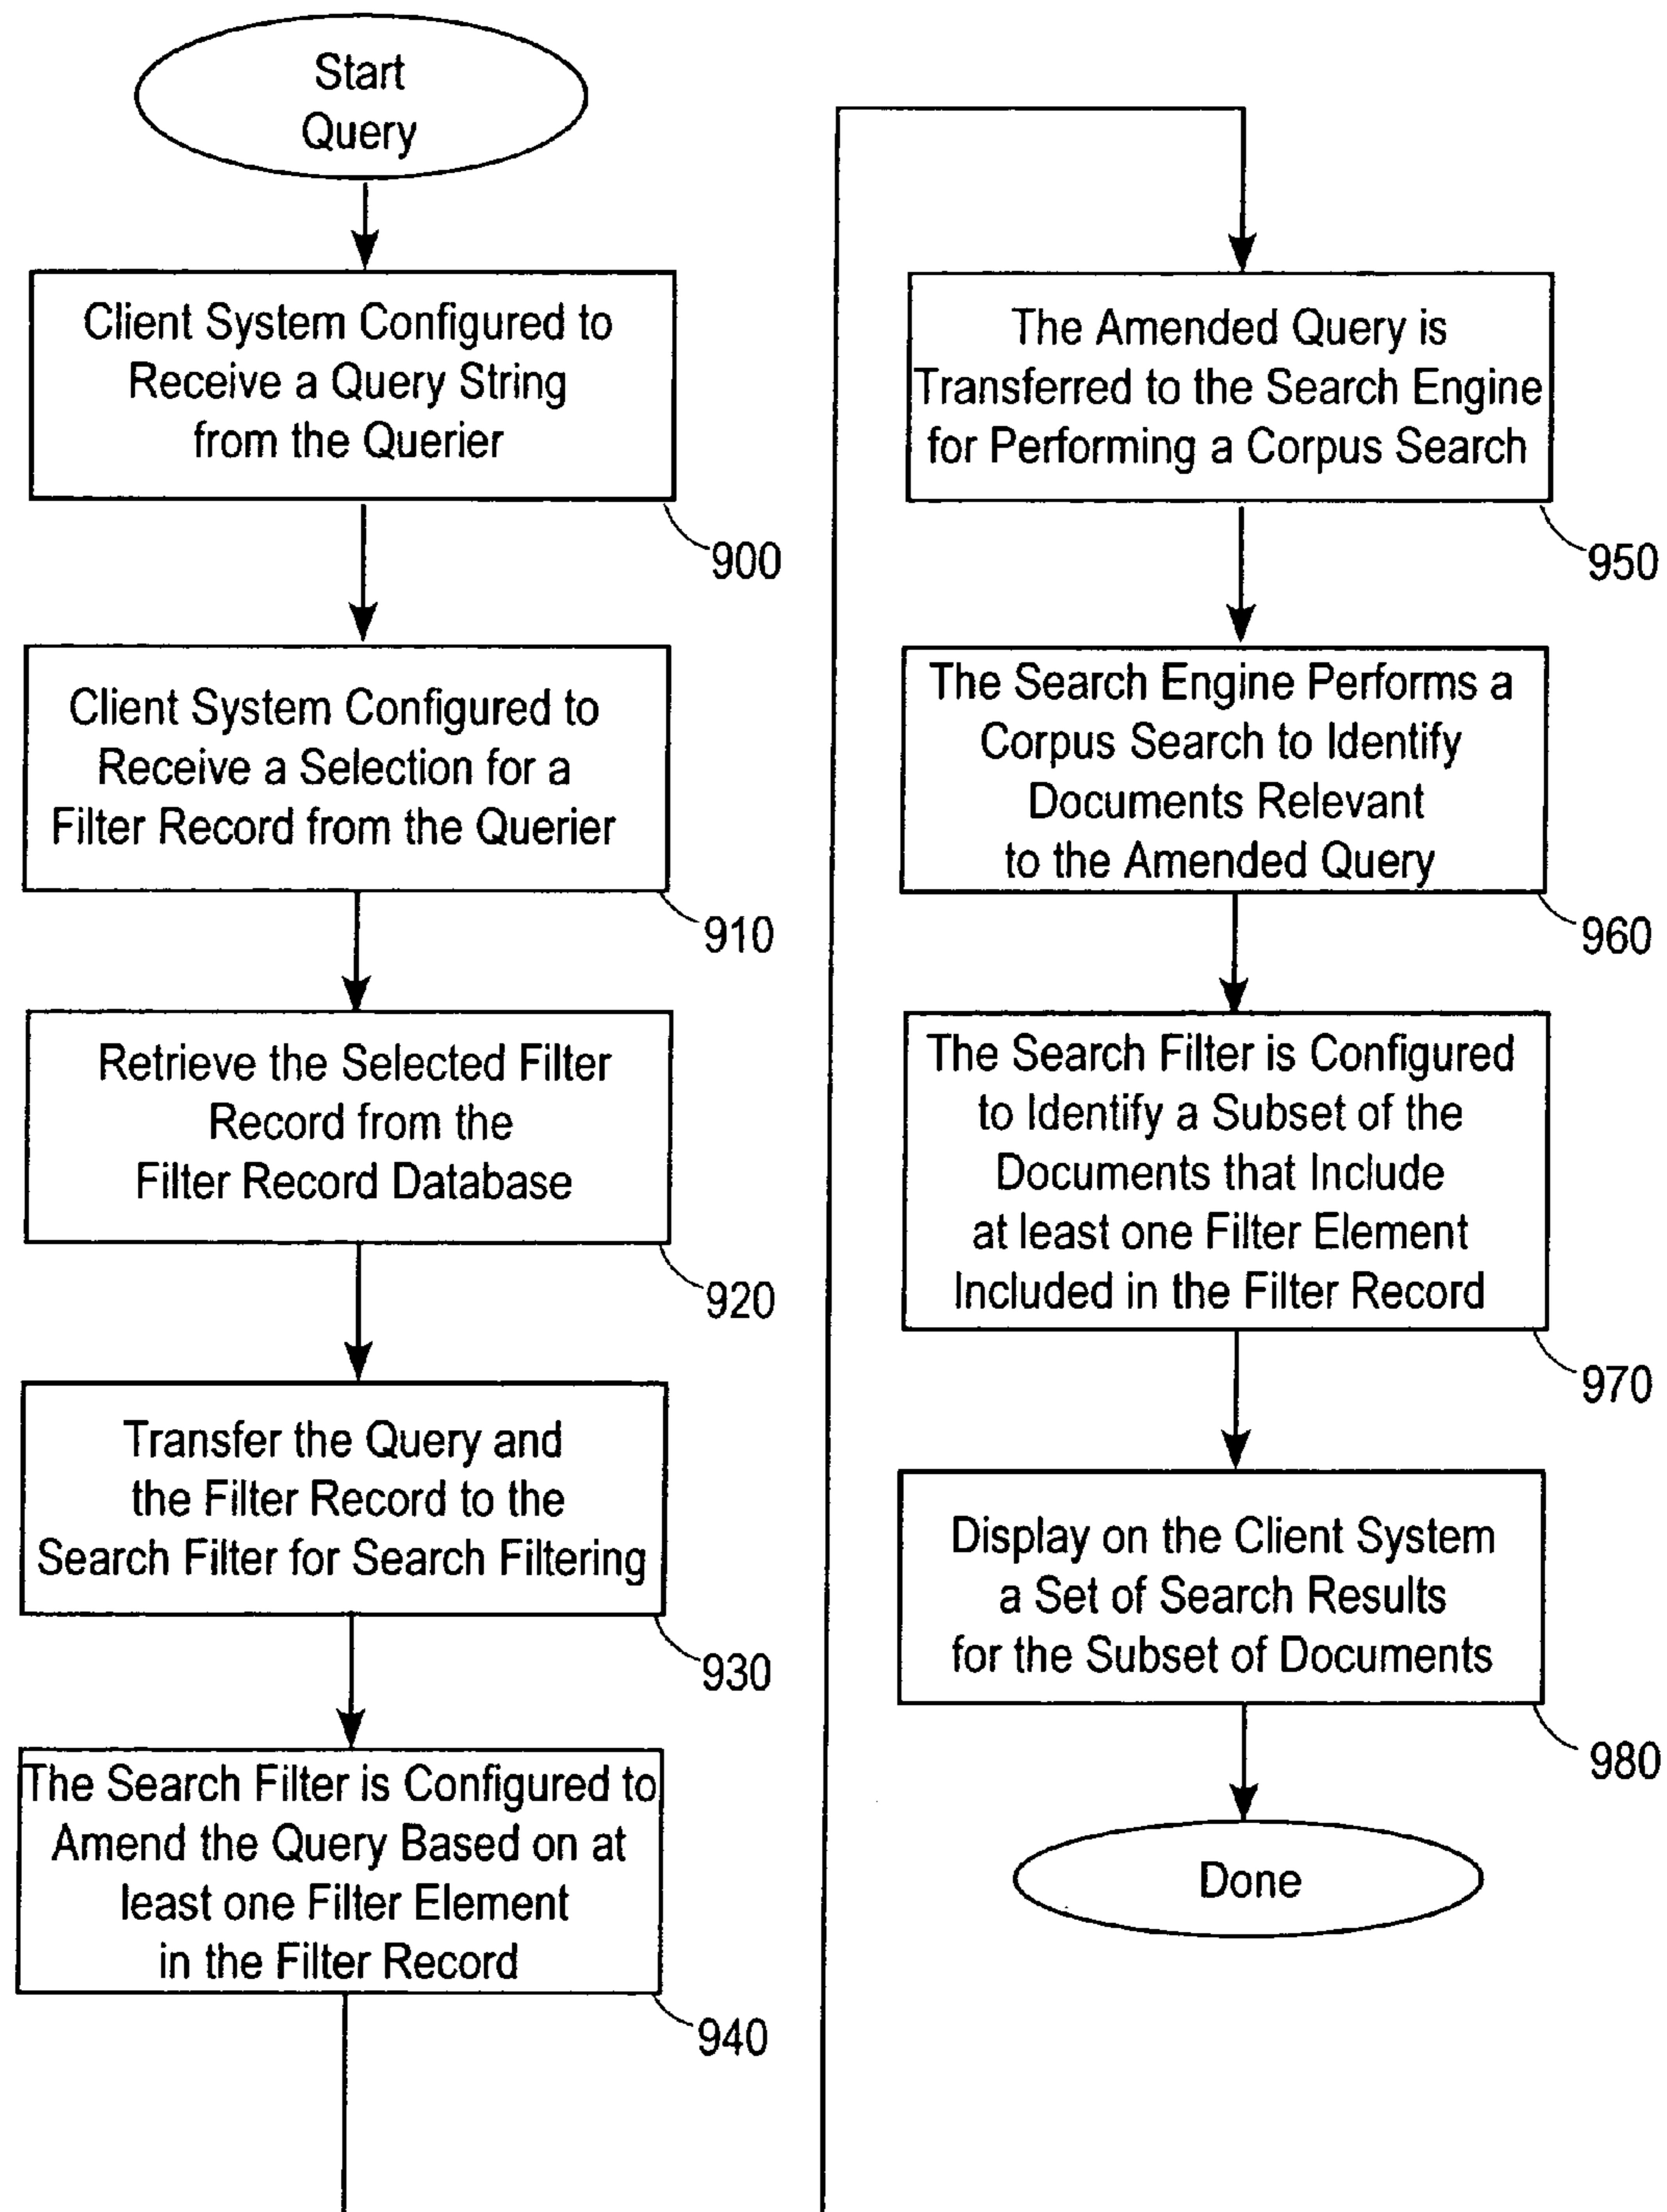 Start
Query
Client System Configured to
Receive a Query String
from the Querier
900
Client System Configured to
Receive a Selection for a
Filter Record from the Querier
910
Retrieve the Selected Filter
Record from the
Filter Record Database
920
Transfer the Query and
the Filter Record to the
Search Filter for Search Filtering
930
The Search Filter is Configured to
Amend the Query Based on at
least one Filter Element
in the Filter Record
940
The Amended Query is
Transferred to the Search Engine
for Performing a Corpus Search
950
The Search Engine Performs a
Corpus Search to Identify
Documents Relevant
to the Amended Query
960
The Search Filter is Configured
to Identify a Subset of the
Documents that Include
at least one Filter Element
Included in the Filter Record
970
Display on the Client System
a Set of Search Results
for the Subset of Documents
980
Done